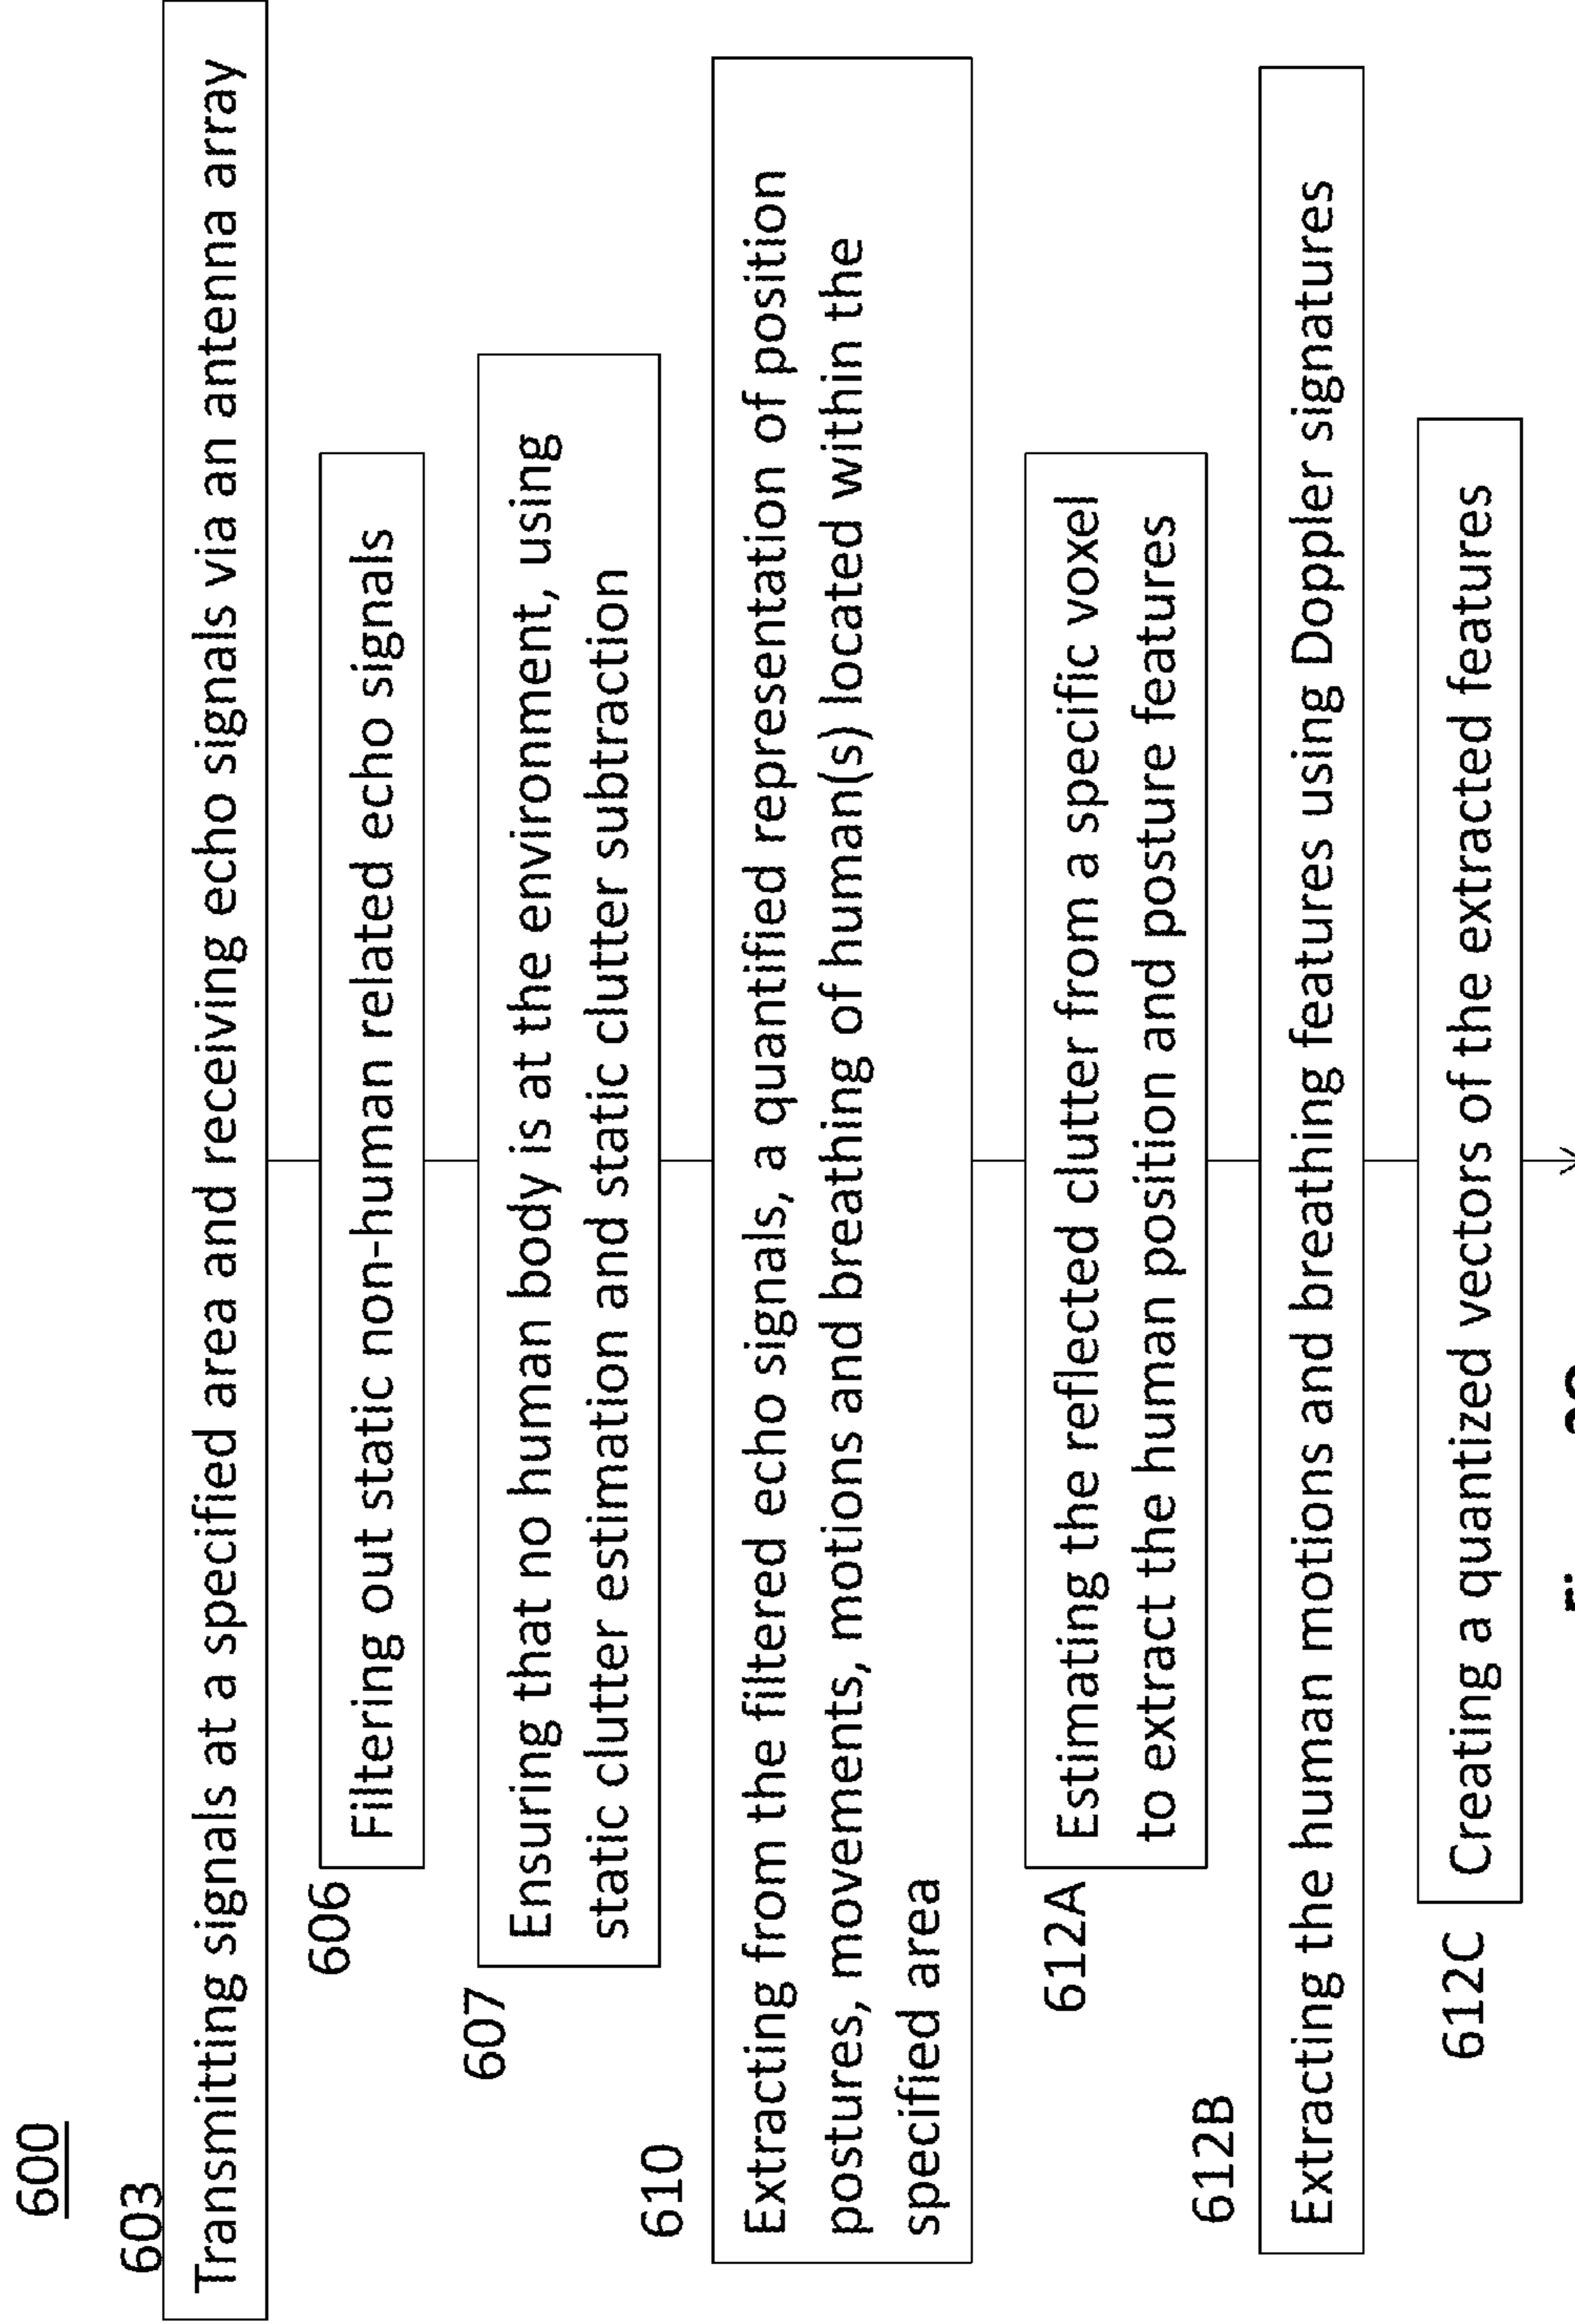 600
603
Transmitting signals at a specified area and receiving echo signals via an antenna array
606
Filtering out static non-human related echo signals
607
Ensuring that no human body is at the environment, using
static clutter estimation and static clutter subtraction
610
Extracting from the filtered echo signals, a quantified representation of position
postures, movements, motions and breathing of human(s) located within the
specified area
612A
Estimating the reflected clutter from a specific voxel
to extract the human position and posture features
612B
Extracting the human motions and breathing features using Doppler signatures
612C
Creating a quantized vectors of the extracted features